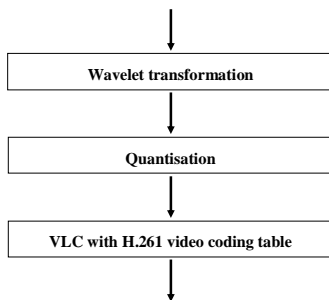 Wavelet transformation
Quantisation
VLC with H.261 video coding table